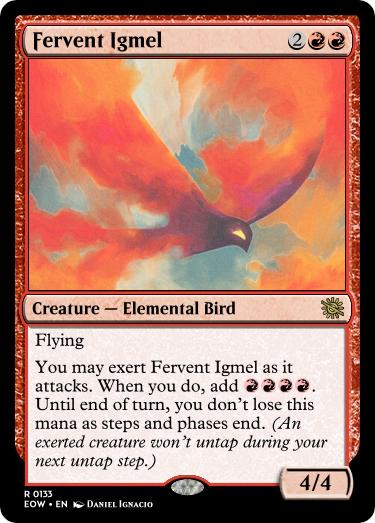 Fervent Igmel 2
Creature — Elemental Bird
Flying
You may exert Fervent Igmel as it
attacks. When you do, add
Until end of turn, you don't lose this
mana as steps and phases end. (An
exerted creature won't untap during your
next untap step.)
4/4
R 0133
EOW • EN Daniel Ignacio